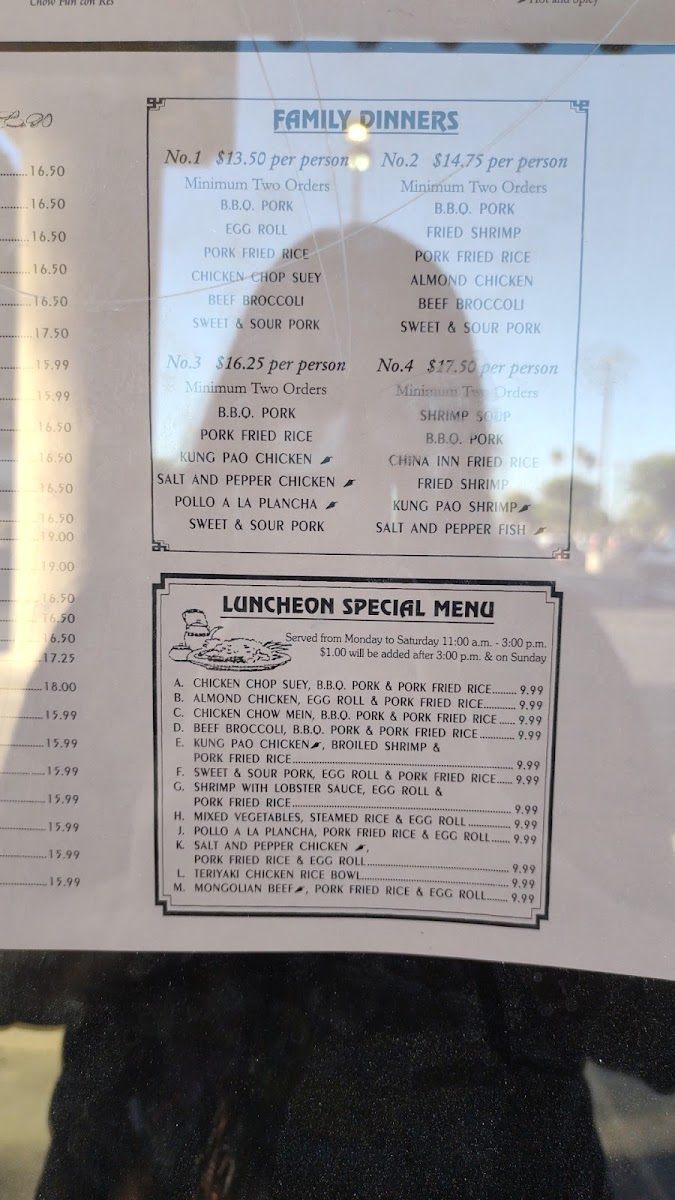 Chow Fun con Res
Hot and Spicy
16.50
16.50
16.50
16.50
16.50
17.50
15.99
15.99
16.50
16.50
16.50
16.50
19.00
19.00
16.50
16.50
16.50
17.25
18.00
15.99
15.99
15.99
15.99
15.99
15.99
15.99
FAMILY DINNERS
No.1 $13.50 per person
Minimum Two Orders
B.B.Q. PORK
EGG ROLL
PORK FRIED RICE
CHICKEN CHOP SUEY
BEEF BROCCOLI
SWEET & SOUR PORK
No.2 $14.75 per person
Minimum Two Orders
B.B.Q. PORK
FRIED SHRIMP
PORK FRIED RICE
ALMOND CHICKEN
BEEF BROCCOLI
SWEET & SOUR PORK
No.3 $16.25 per person
Minimum Two Orders
B.B.Q. PORK
PORK FRIED RICE
KUNG PAO CHICKEN
SALT AND PEPPER CHICKEN
POLLO A LA PLANCHA
SWEET & SOUR PORK
No.4 $17.50 per person
Minimum Two Orders
SHRIMP SOUP
B.B.Q. PORK
CHINA INN FRIED RICE
FRIED SHRIMP
KUNG PAO SHRIMP
SALT AND PEPPER FISH
LUNCHEON SPECIAL MENU
Served from Monday to Saturday 11:00 a.m. - 3:00 p.m.
$1.00 will be added after 3:00 p.m. & on Sunday
A. CHICKEN CHOP SUEY, B.B.Q. PORK & PORK FRIED RICE......... 9.99
B. ALMOND CHICKEN, EGG ROLL & PORK FRIED RICE............ 9.99
C. CHICKEN CHOW MEIN, B.B.Q. PORK & PORK FRIED RICE ..... 9.99
D. BEEF BROCCOLI, B.B.Q. PORK & PORK FRIED RICE ............. 9.99
E. KUNG PAO CHICKEN, BROILED SHRIMP &
PORK FRIED RICE.................................................. 9.99
F. SWEET & SOUR PORK, EGG ROLL & PORK FRIED RICE..... 9.99
G. SHRIMP WITH LOBSTER SAUCE, EGG ROLL &
PORK FRIED RICE.................................................. 9.99
H. MIXED VEGETABLES, STEAMED RICE & EGG ROLL ................ 9.99
J. POLLO A LA PLANCHA, PORK FRIED RICE & EGG ROLL...... 9.99
K. SALT AND PEPPER CHICKEN ,
PORK FRIED RICE & EGG ROLL................................ 9.99
L. TERIYAKI CHICKEN RICE BOWL................................ 9.99
M. MONGOLIAN BEEF, PORK FRIED RICE & EGG ROLL........ 9.99